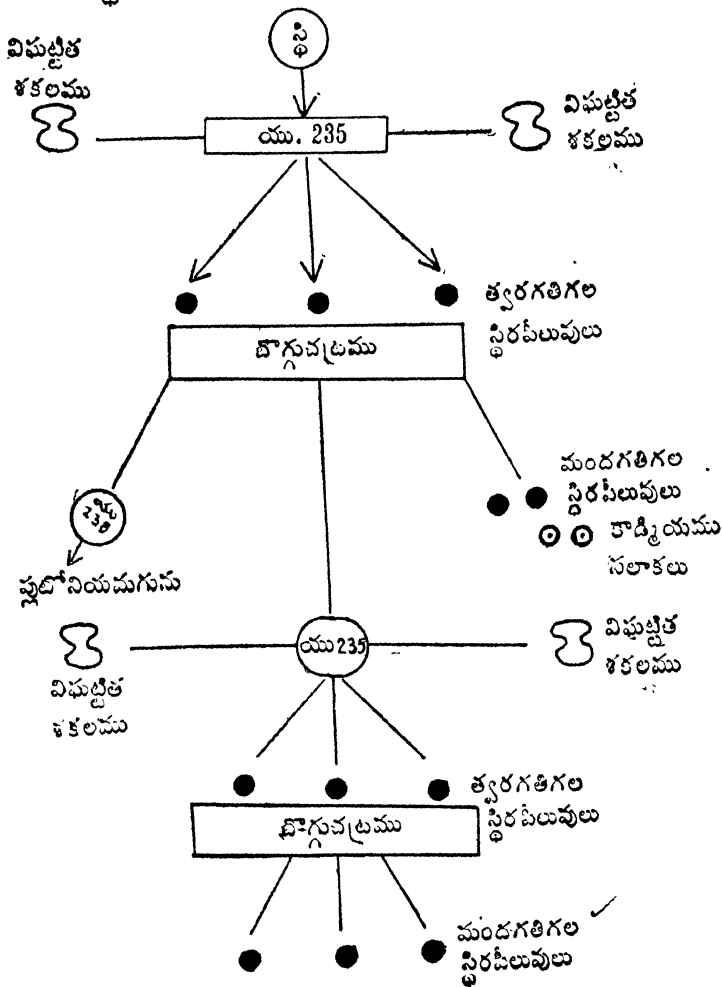 స్థి
విఘట్టిత
శకలము
యు. 235
విఘట్టిత
శకలము
త్వరగతిగల
స్థిరపీలువులు
బొగ్గుచట్రము
మందగతిగల
స్థిరపీలువులు
కాడ్మియము
సలాకలు
యు
238
ప్లుటోనియమగును
యు 235
విఘట్టిత
శకలము
విఘట్టిత
శకలము
త్వరగతిగల
స్థిరపీలువులు
బొగ్గుచట్రము
మందగతిగల
స్థిరపీలువులు